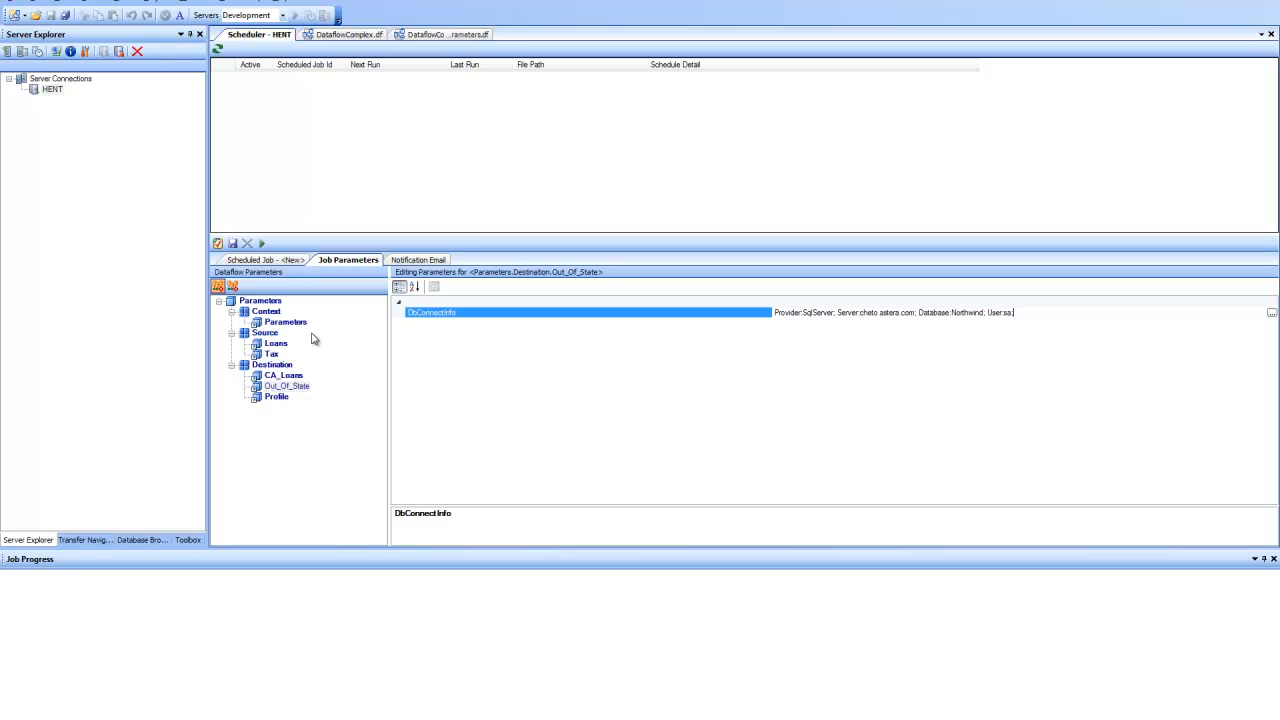 Servers Development
Server Explorer
Server Connections
HENT
Server Explorer Transfer Navig... Database Bro... Toolbox
Scheduler - HENT DataflowComplex.df DataflowCo ...rameters.df
Active Scheduled Job Id Next Run Last Run File Path Schedule Detail
Scheduled Job - <New> Job Parameters Notification Email
Dataflow Parameters
Parameters
Context
Parameters
Source
Loans
Tax
Destination
CA_Loans
Out_Of_State
Profile
Editing Parameters for <Parameters.Destination.Out_Of_State>
DbConnectInfo Provider:SqlServer; Server:cheto.astera.com; Database:Northwind; User:sa;
DbConnectInfo
Job Progress